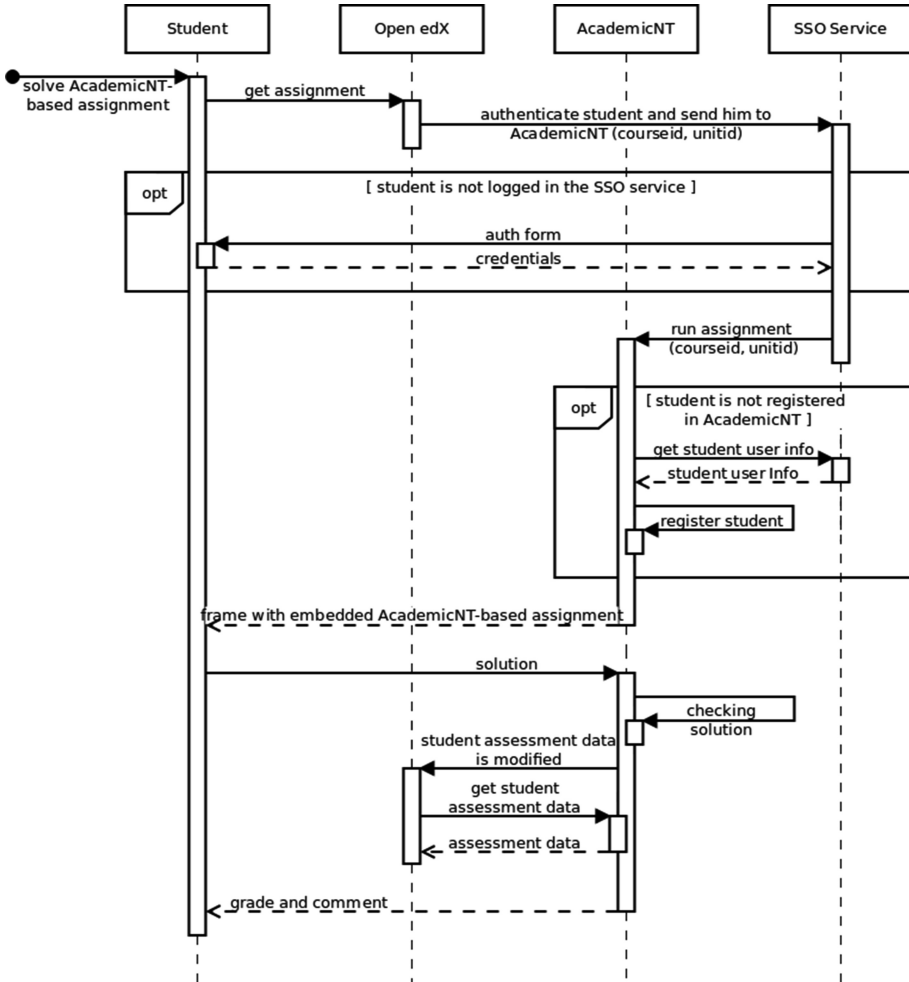 Student
Open edX
AcademicNT
SSO Service
solve AcademicNT-
based assignment
get assignment
authenticate student and send him to
AcademicNT (courseid, unitid)
opt
[ student is not logged in the SSO service ]
auth form
credentials
run assignment
(courseid, unitid)
opt
[ student is not registered
in AcademicNT ]
get student user info
student user Info
register student
frame with embedded AcademicNT-based assignment
solution
checking
solution
student assessment data
is modified
get student
assessment data
assessment data
grade and comment